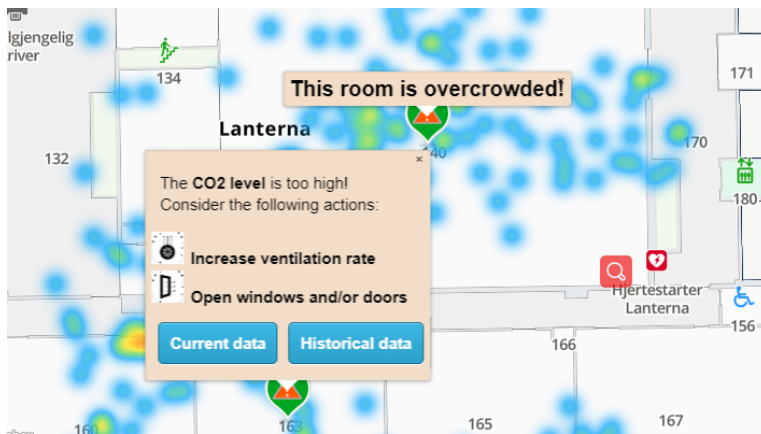 lgjengelig
river
134
171
This room is overcrowded!
Lanterna
132
170
The CO2 level is too high!
Consider the following actions:
180
Increase ventilation rate
Open windows and/or doors
Hjertestarter
Lanterna
156
Current data
Historical data
166
160
163
165
167